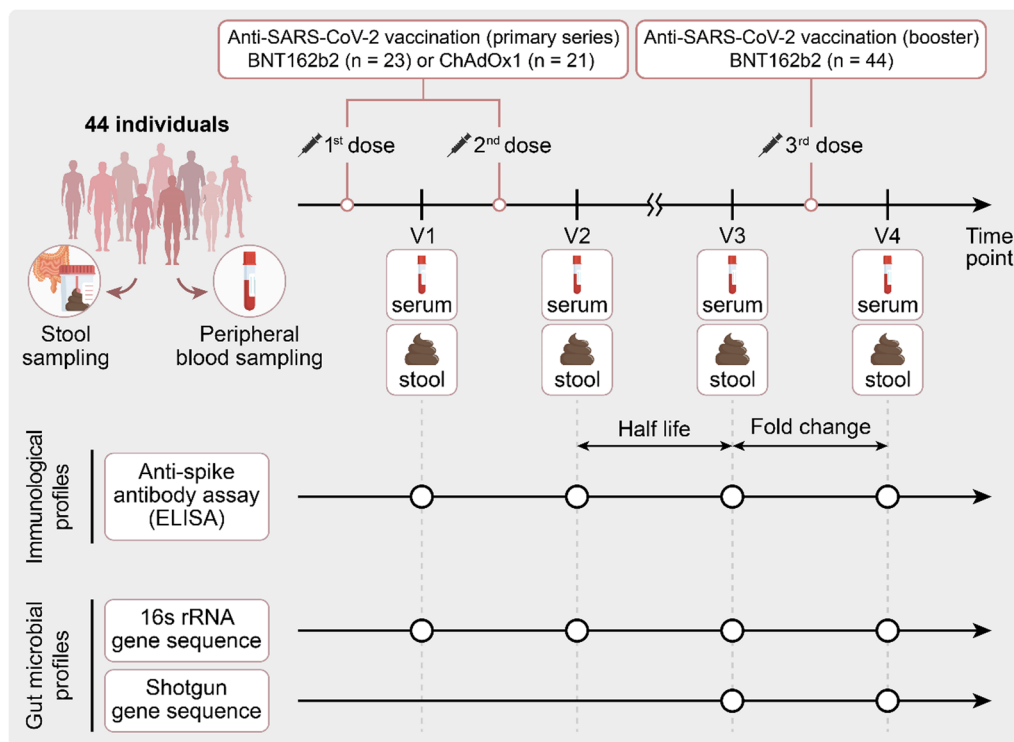 Anti-SARS-CoV-2 vaccination (primary series)
BNT162b2 (n = 23) or ChAdOx1 (n = 21)
Anti-SARS-CoV-2 vaccination (booster)
BNT162b2 (n = 44)
44 individuals
1st dose
2nd dose
3rd dose
V1
V2
V3
V4
Time
point
serum
serum
serum
serum
Stool
sampling
Peripheral
blood sampling
stool
stool
stool
stool
Half life
Fold change
Immunological
profiles
Anti-spike
antibody assay
(ELISA)
Gut microbial
profiles
16s rRNA
gene sequence
Shotgun
gene sequence